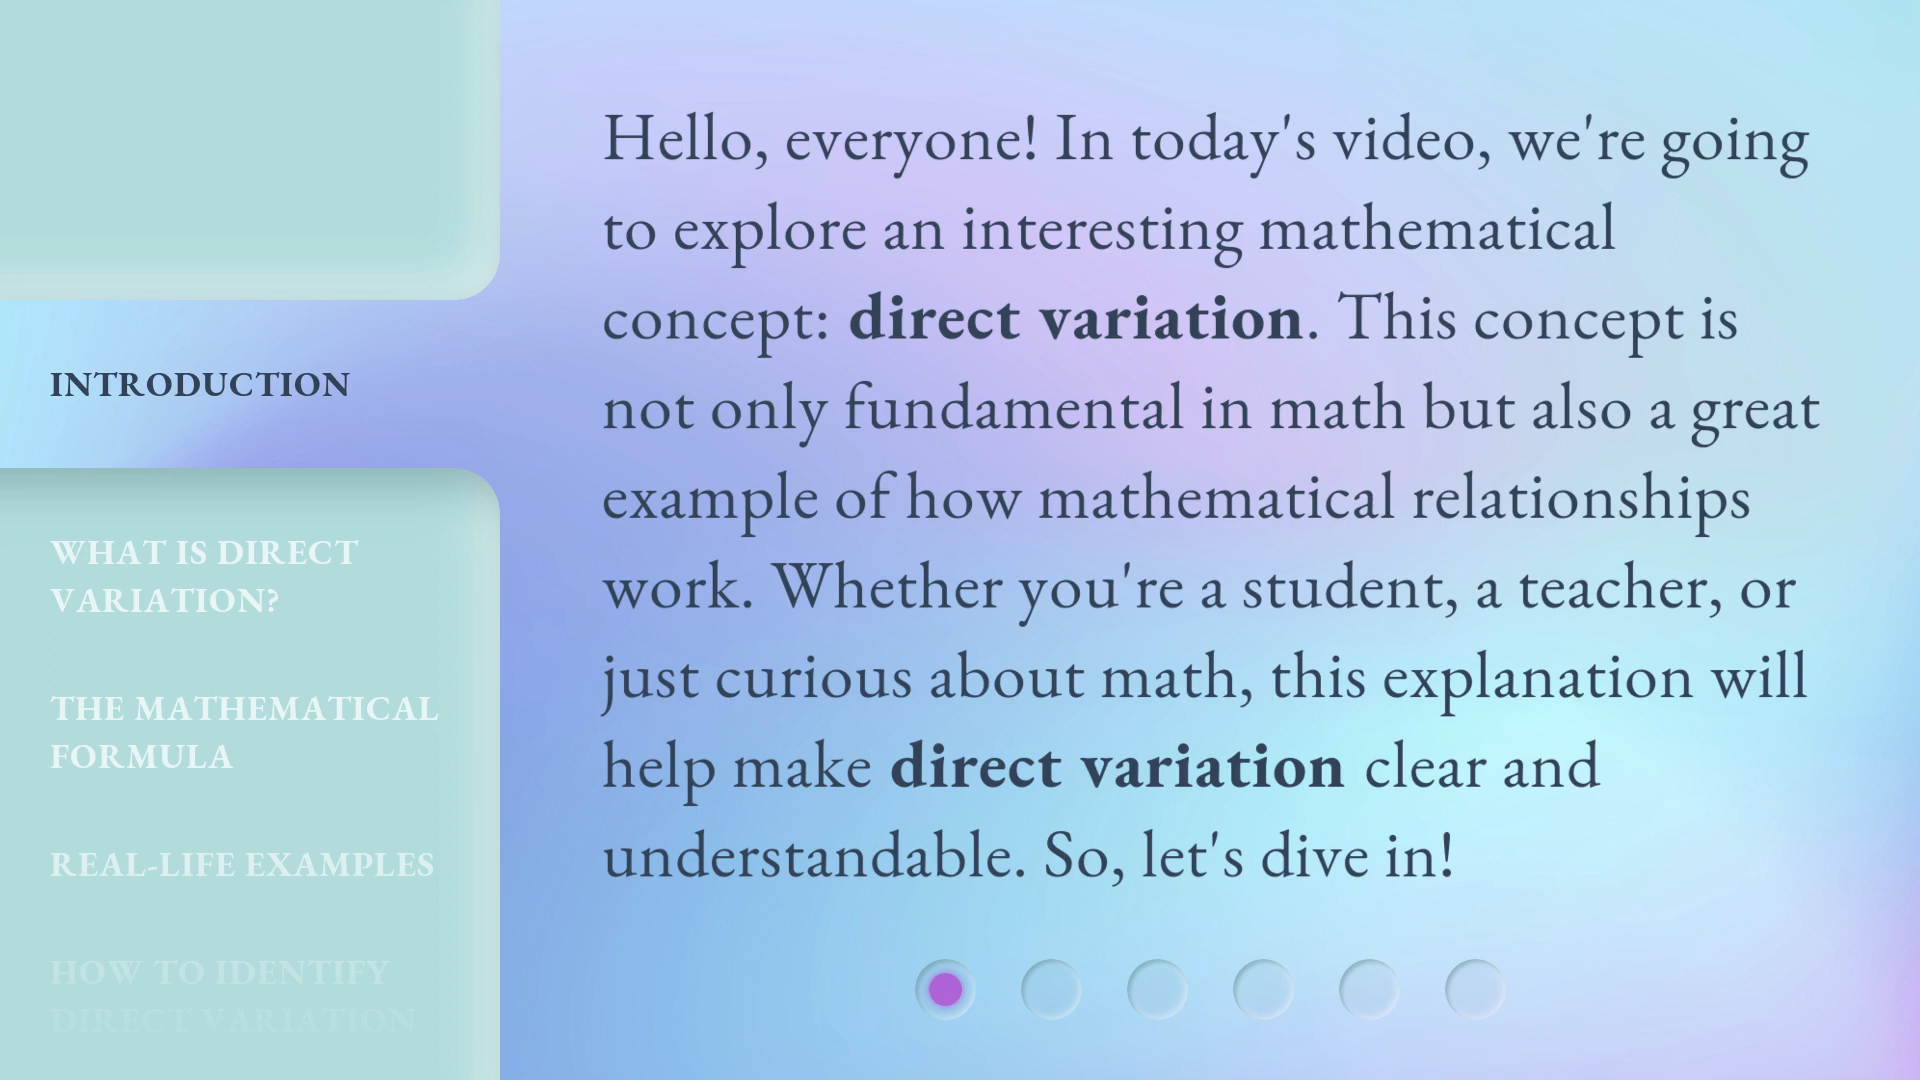 INTRODUCTION
WHAT IS DIRECT
VARIATION?
THE MATHEMATICAL
FORMULA
REAL-LIFE EXAMPLES
HOW TO IDENTIFY
DIRECT VARIATION
Hello, everyone! In today's video, we're going
to explore an interesting mathematical
concept: direct variation. This concept is
not only fundamental in math but also a great
example of how mathematical relationships
work. Whether you're a student, a teacher, or
just curious about math, this explanation will
help make direct variation clear and
understandable. So, let's dive in!